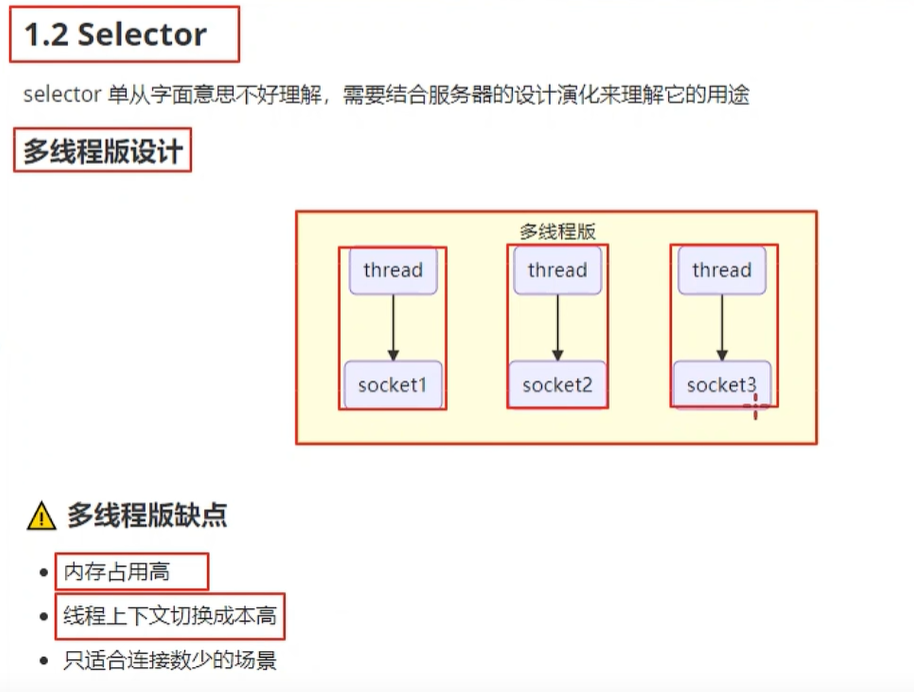 1.2 Selector
selector 单从字面意思不好理解，需要结合服务器的设计演化来理解它的用途
多线程版设计
多线程版
thread thread thread
socket1 socket2 socket3
多线程版缺点
内存占用高
线程上下文切换成本高
只适合连接数少的场景